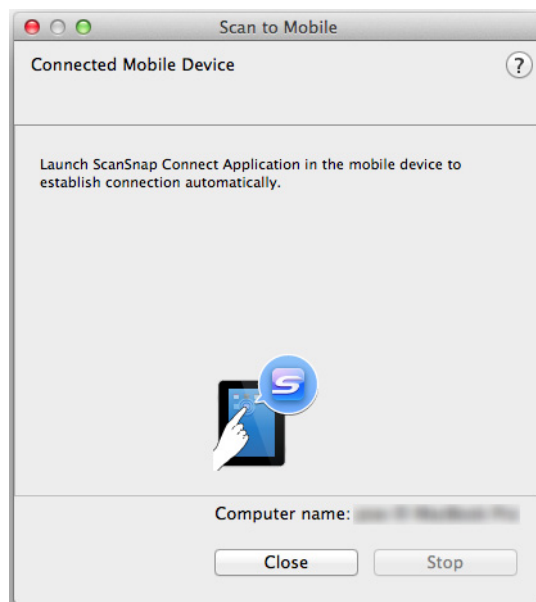 Scan to Mobile
Connected Mobile Device
?
Launch ScanSnap Connect Application in the mobile device to
establish connection automatically.
S
Computer name:
Close
Stop